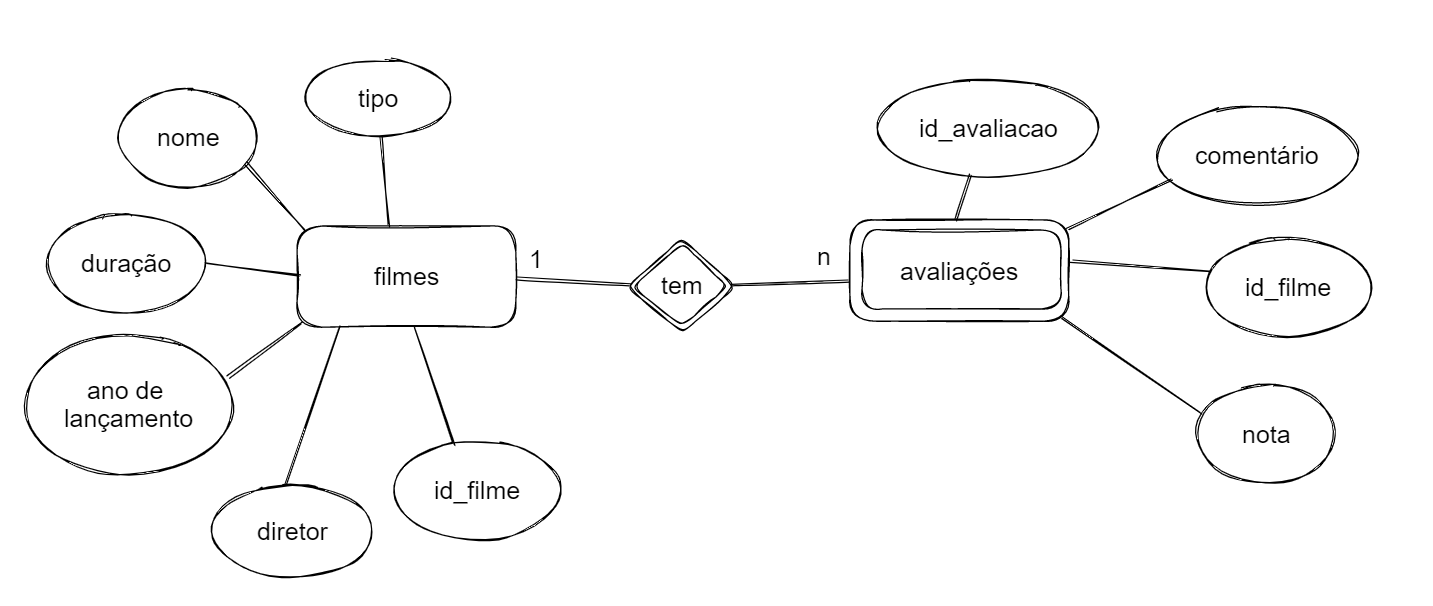 tipo
nome
duração
filmes
ano de
lançamento
diretor
id_filme
1
tem
n
id_avaliacao
comentário
avaliações
id_filme
nota